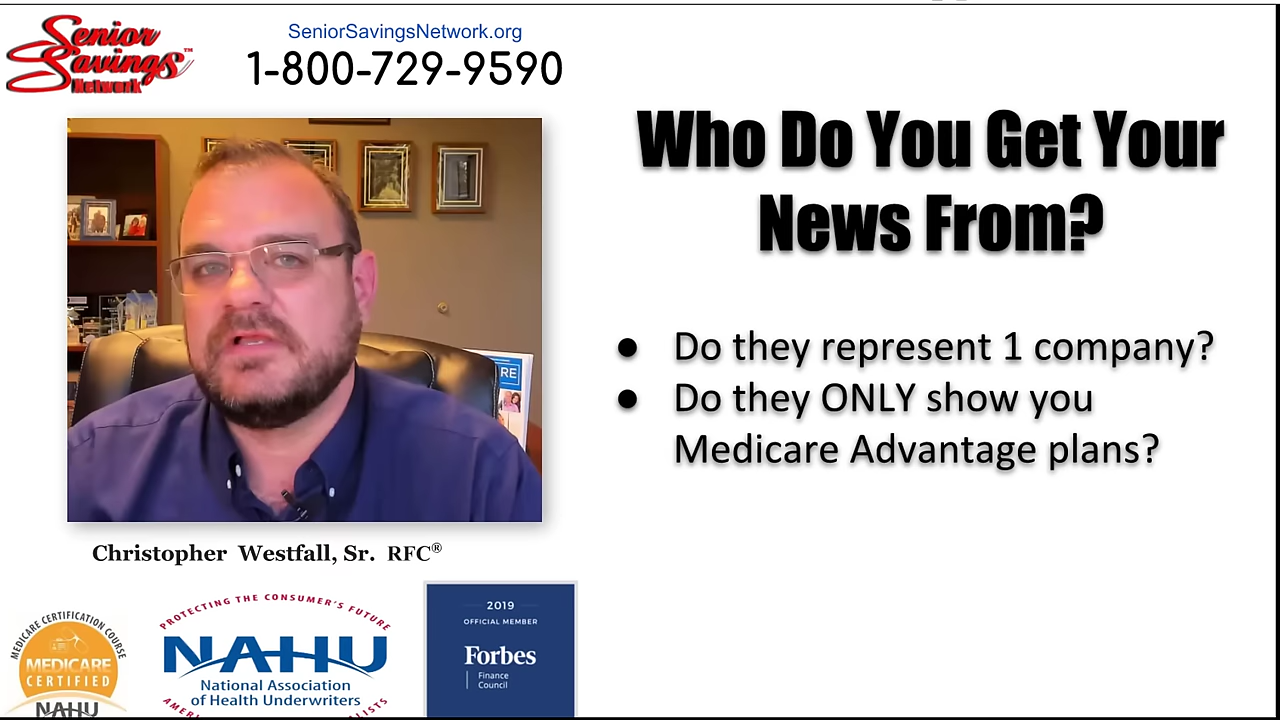 Senior
Savings™
Network
SeniorSavingsNetwork.org
1-800-729-9590
Who Do You Get Your
News From?
● Do they represent 1 company?
● Do they ONLY show you
Medicare Advantage plans?
RE
Christopher Westfall, Sr. RFC®
MEDICARE CERTIFICATION COURSE
MEDICARE
CERTIFIED
NAHU
PROTECTING THE CONSUMER'S FUTURE
NAHU
National Association
of Health Underwriters
2019
OFFICIAL MEMBER
Forbes
Finance
Council